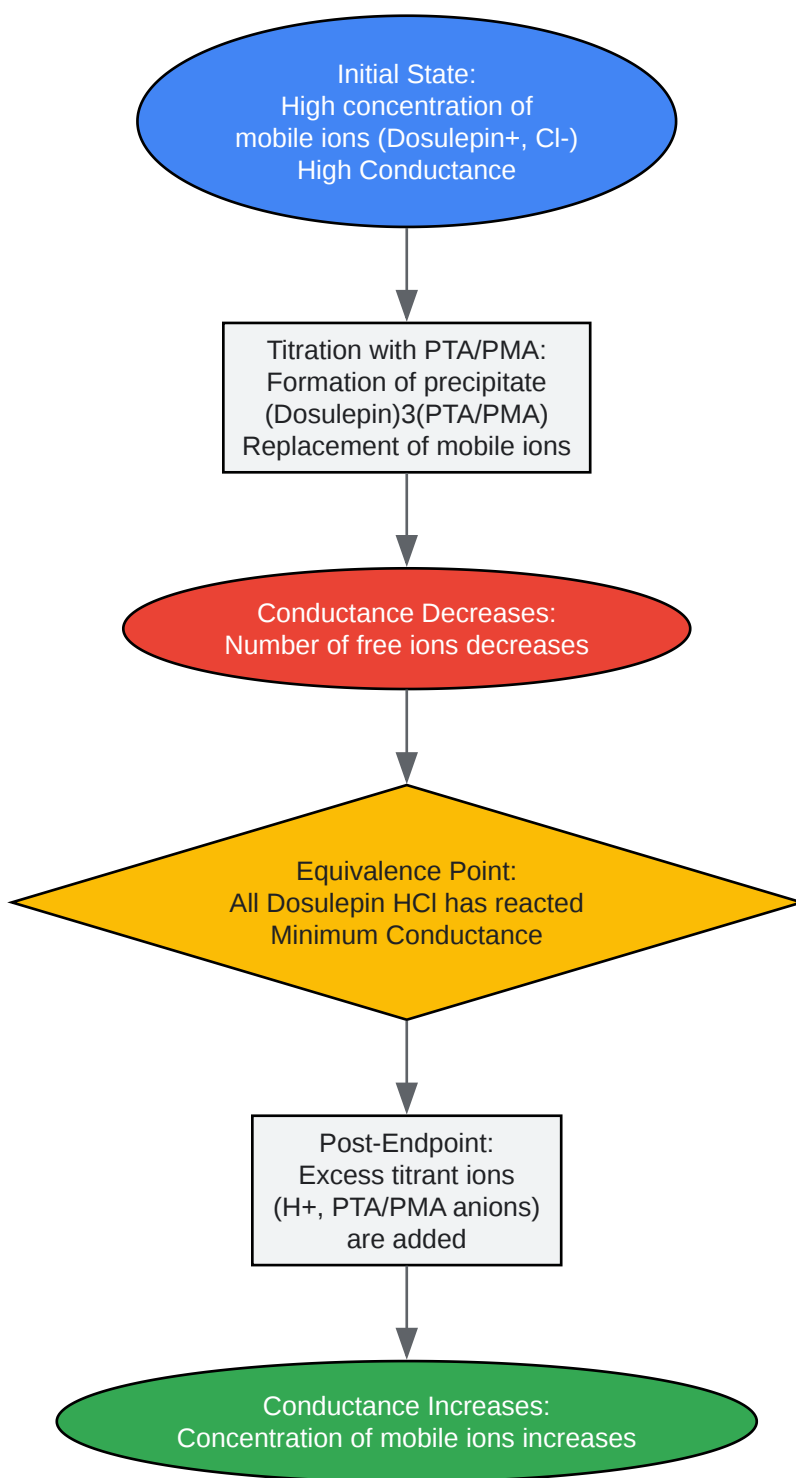 Initial State:
High concentration of
mobile ions (Dosulepin+, Cl-)
High Conductance
Titration with PTA/PMA:
Formation of precipitate
(Dosulepin)3(PTA/PMA)
Replacement of mobile ions
Conductance Decreases:
Number of free ions decreases
Equivalence Point:
All Dosulepin HCl has reacted
Minimum Conductance
Post-Endpoint:
Excess titrant ions
(H+, PTA/PMA anions)
are added
Conductance Increases:
Concentration of mobile ions increases